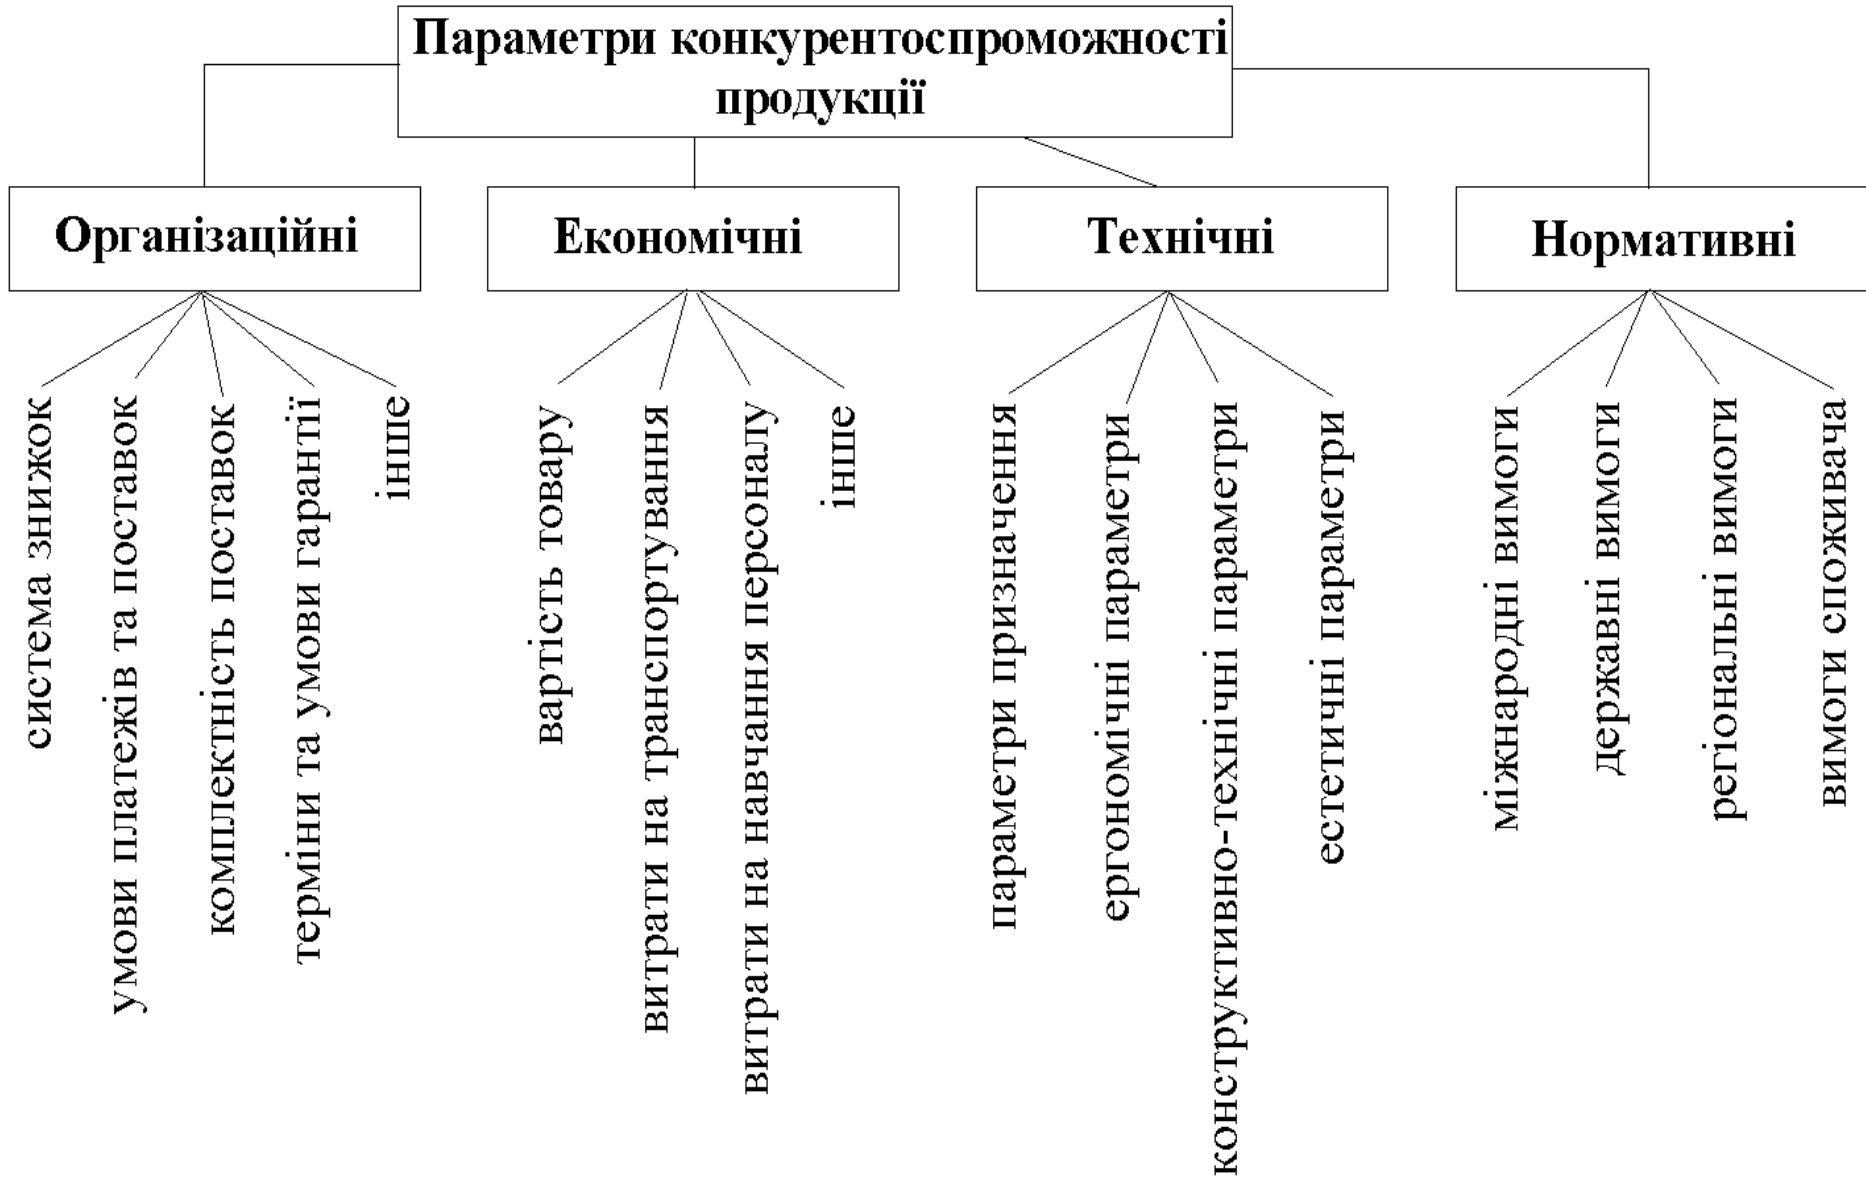 Параметри конкурентоспроможності
продукції
Організаційні
Економічні
Технічні
Нормативні
система знижок
умови платежів та поставок
комплектність поставок
терміни та умови гарантїї
інше
вартість товару
витрати на транспортування
витрати на навчання персоналу
інше
параметри призначення
ергономічні параметри
конструктивно-технічні параметри
естетичні параметри
міжнародні вимоги
державні вимоги
регіональні вимоги
вимоги споживача